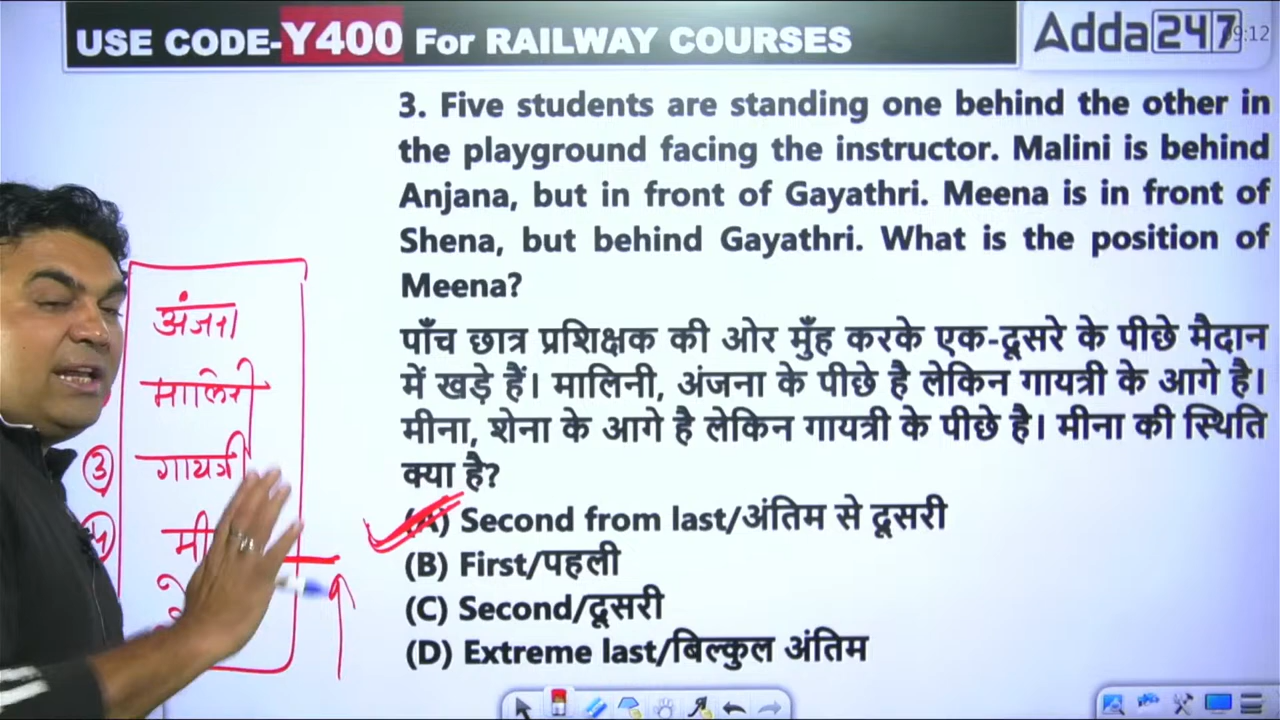 USE CODE-Y400 For RAILWAY COURSES
Adda247
09:12
3. Five students are standing one behind the other in
the playground facing the instructor. Malini is behind
Anjana, but in front of Gayathri. Meena is in front of
Shena, but behind Gayathri. What is the position of
Meena?
पाँच छात्र प्रशिक्षक की ओर मुँह करके एक-दूसरे के पीछे मैदान
में खड़े हैं। मालिनी, अंजना के पीछे है लेकिन गायत्री के आगे है।
मीना, शेना के आगे है लेकिन गायत्री के पीछे है। मीना की स्थिति
क्या है?
(A) Second from last/अंतिम से दूसरी
(B) First/पहली
(C) Second/दूसरी
(D) Extreme last/बिल्कुल अंतिम
अंजना
मालिनी
3 गायत्री
4 मी